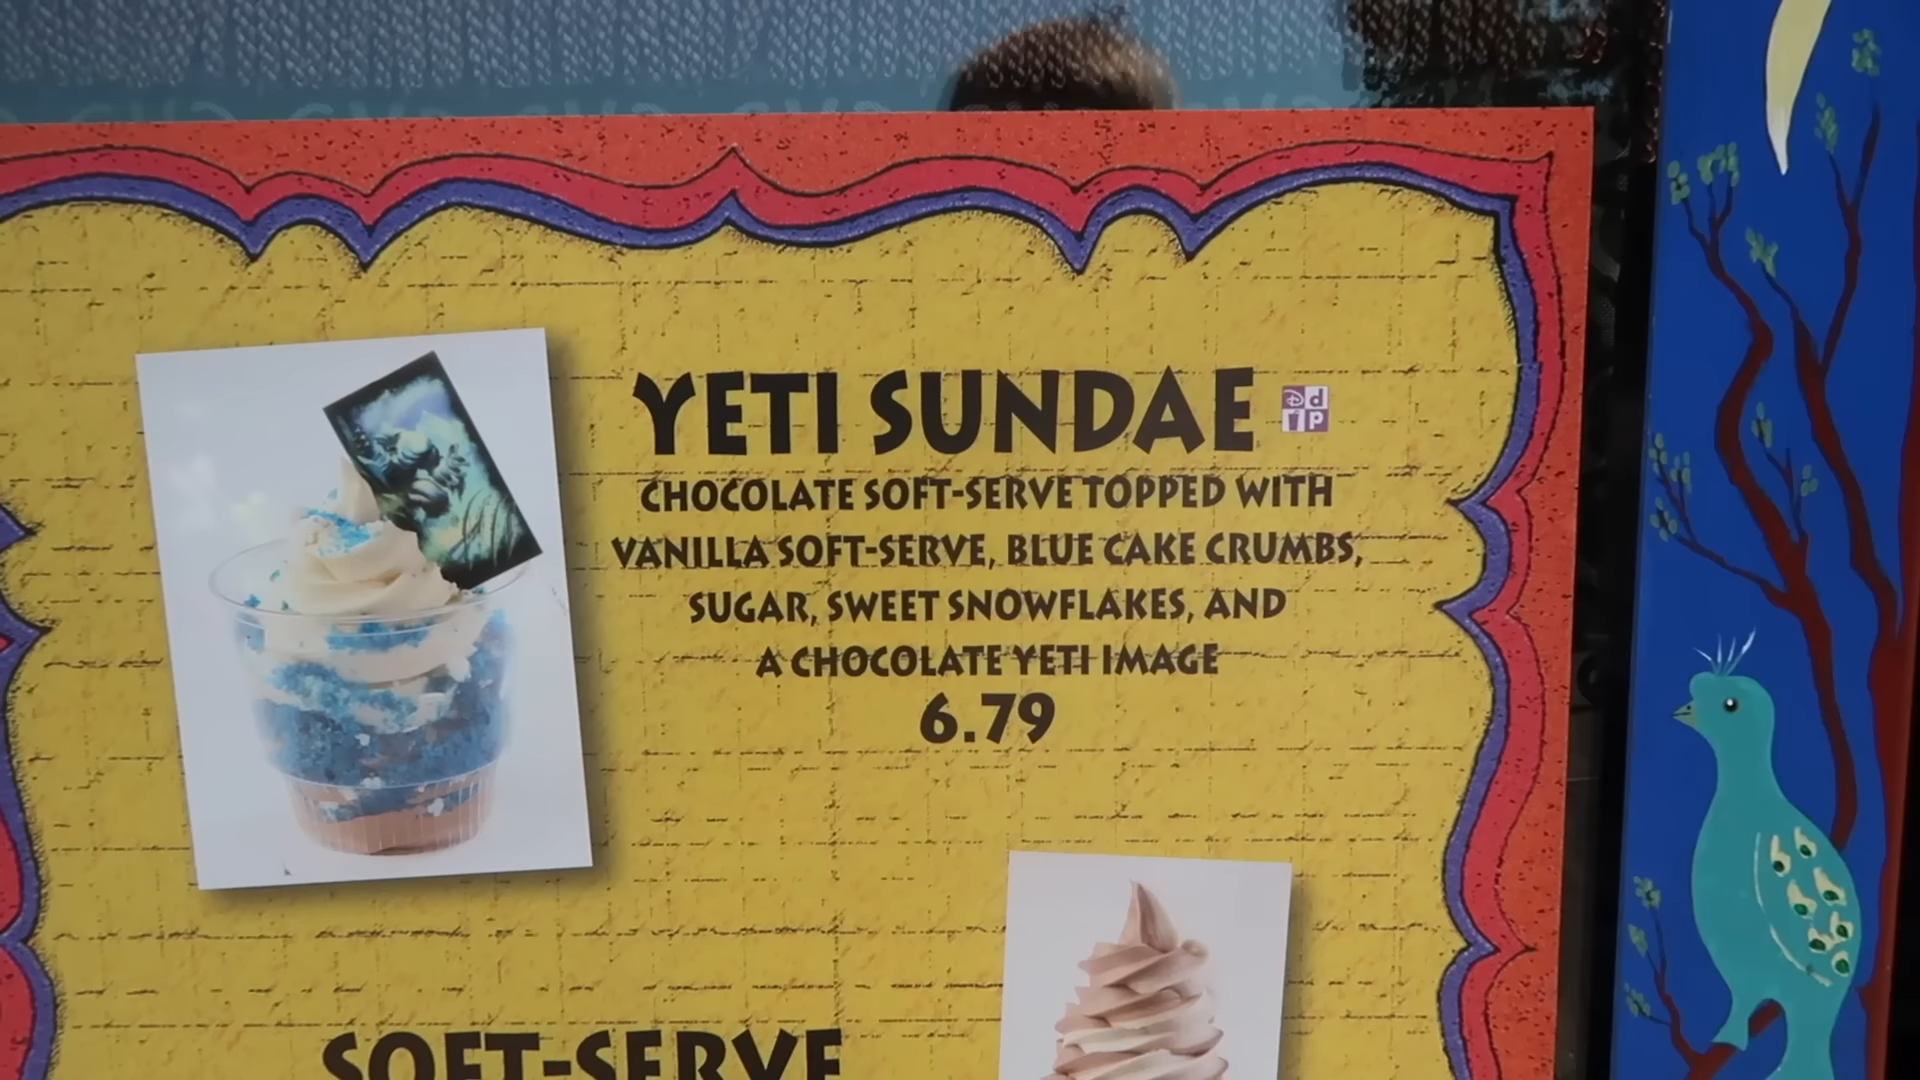 YETI SUNDAE
Ddip
CHOCOLATE SOFT-SERVE TOPPED WITH
VANILLA SOFT-SERVE, BLUE CAKE CRUMBS,
SUGAR, SWEET SNOWFLAKES, AND
A CHOCOLATE YETI IMAGE
6.79
SOFT-SERVE